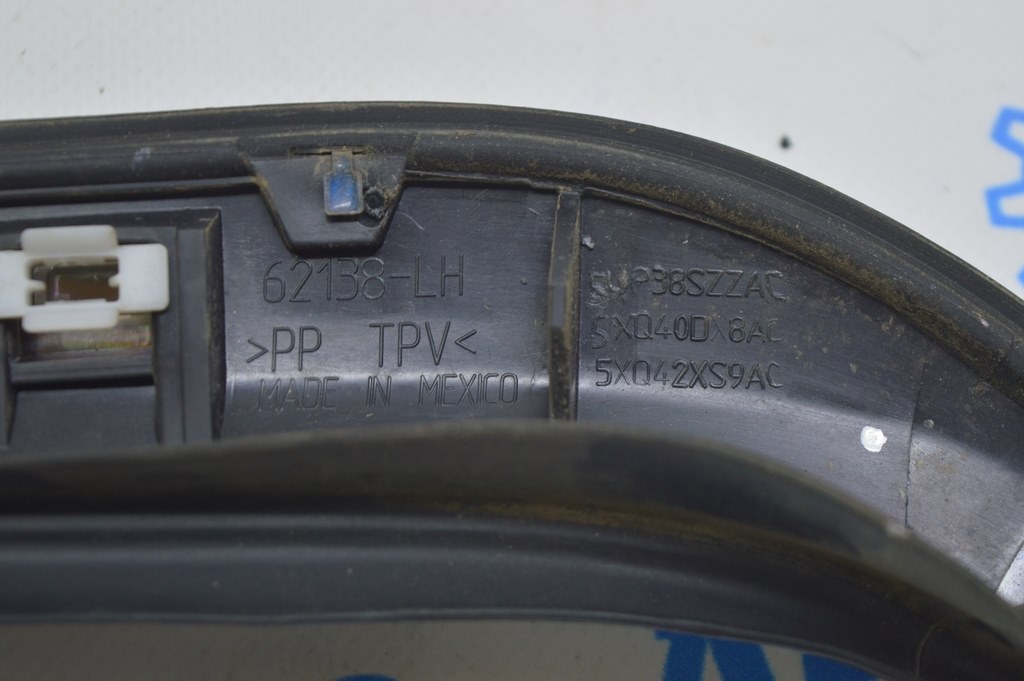 62138-LH
>PP TPV<
MADE IN MEXICO
5XQ40DX8AC
5XQ42XS9AC